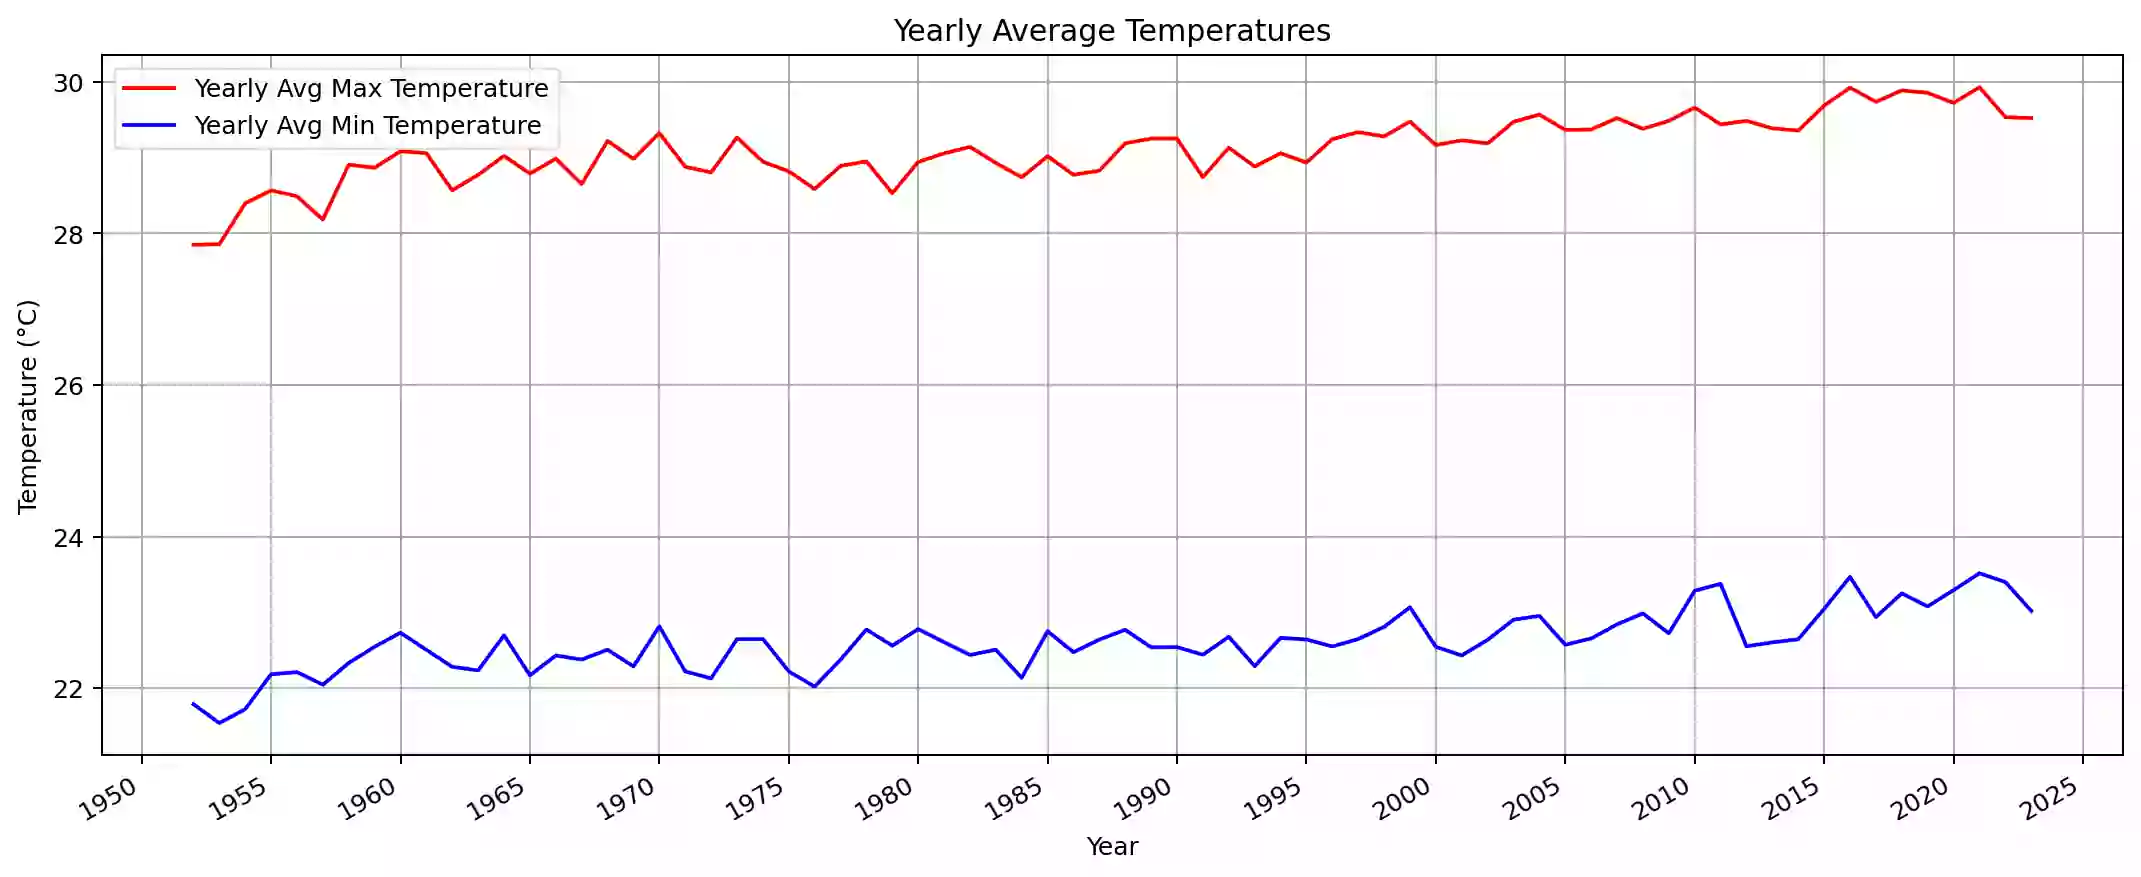 Yearly Average Temperatures
Yearly Avg Max Temperature
Yearly Avg Min Temperature
30
28
26
24
22
Temperature (°C)
1950 1955 1960 1965 1970 1975 1980 1985 1990 1995 2000 2005 2010 2015 2020 2025
Year